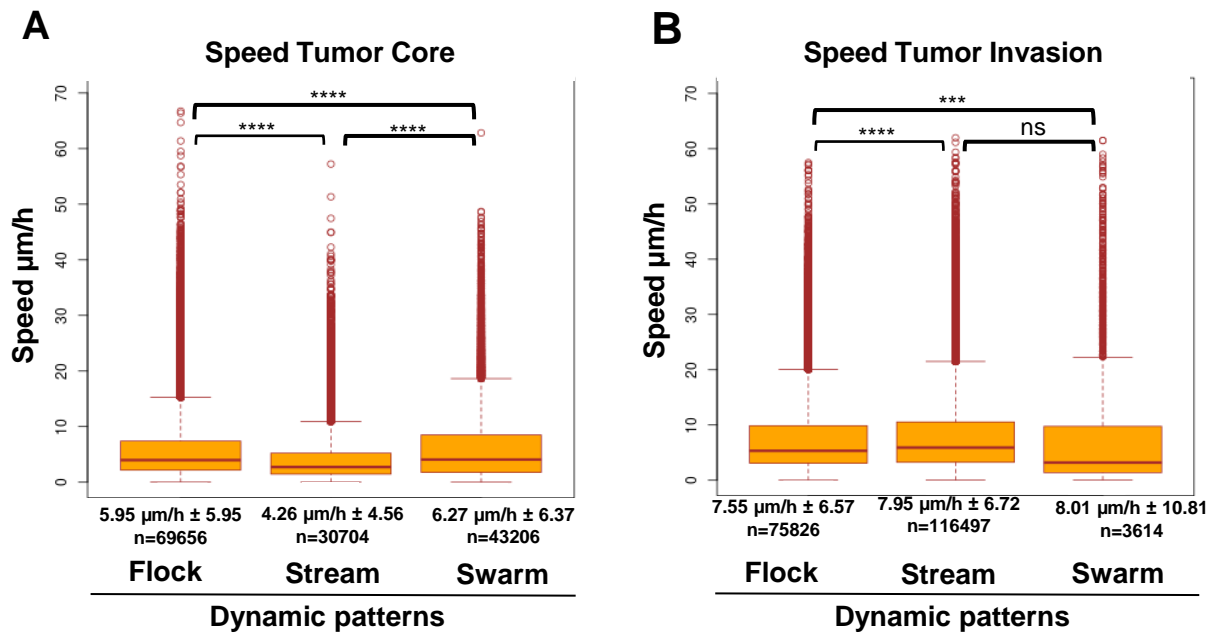 A
Speed Tumor Core
Speed µm/h
70
60
50
40
30
20
10
0
****
****
****
5.95 µm/h ± 5.95
n=69656
4.26 µm/h ± 4.56
n=30704
6.27 µm/h ± 6.37
n=43206
Flock
Stream
Swarm
Dynamic patterns
B
Speed Tumor Invasion
Speed µm/h
70
60
50
40
30
20
10
0
***
****
ns
7.55 µm/h ± 6.57
n=75826
7.95 µm/h ± 6.72
n=116497
8.01 µm/h ± 10.81
n=3614
Flock
Stream
Swarm
Dynamic patterns